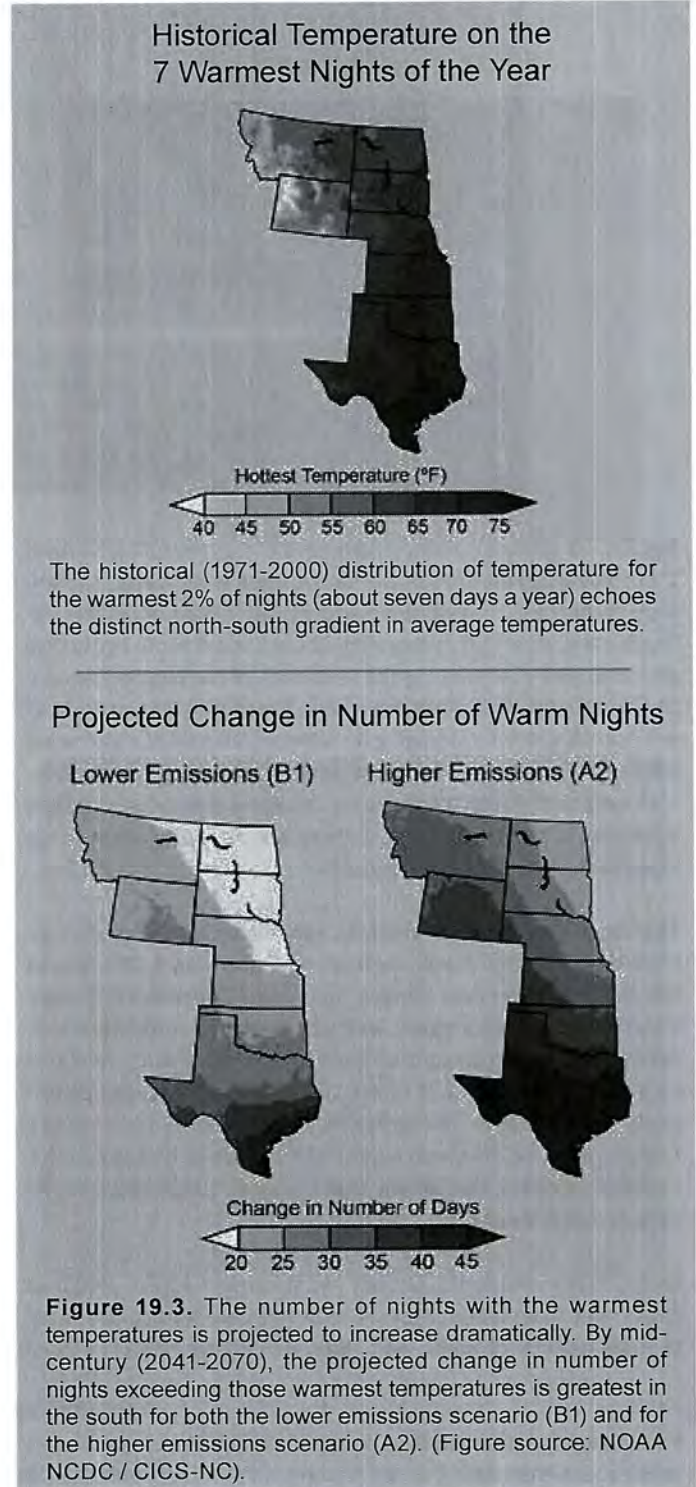 Historical Temperature on the
7 Warmest Nights of the Year
Hottest Temperature (°F)
40 45 50 55 60 65 70 75
The historical (1971-2000) distribution of temperature for
the warmest 2% of nights (about seven days a year) echoes
the distinct north-south gradient in average temperatures.
Projected Change in Number of Warm Nights
Lower Emissions (B1) Higher Emissions (A2)
Change in Number of Days
20 25 30 35 40 45
Figure 19.3. The number of nights with the warmest
temperatures is projected to increase dramatically. By mid-
century (2041-2070), the projected change in number of
nights exceeding those warmest temperatures is greatest in
the south for both the lower emissions scenario (B1) and for
the higher emissions scenario (A2). (Figure source: NOAA
NCDC / CICS-NC).